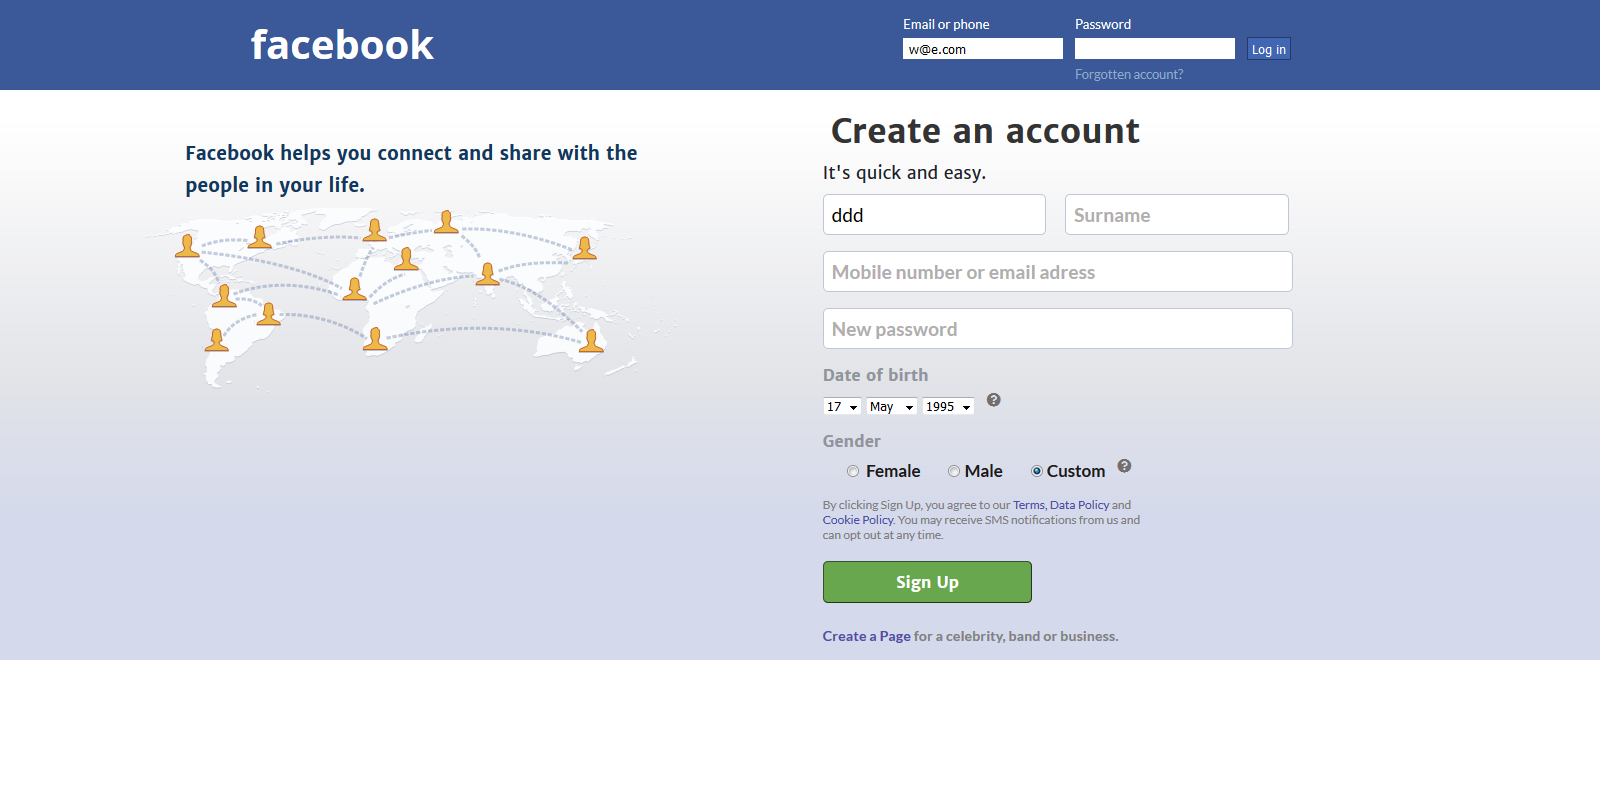 facebook
Email or phone
Password
w@e.com
Log in
Forgotten account?
Facebook helps you connect and share with the
people in your life.
Create an account
It's quick and easy.
ddd
Surname
Mobile number or email adress
New password
Date of birth
17 May 1995 ?
Gender
Female Male Custom ?
By clicking Sign Up, you agree to our Terms, Data Policy and
Cookie Policy. You may receive SMS notifications from us and
can opt out at any time.
Sign Up
Create a Page for a celebrity, band or business.